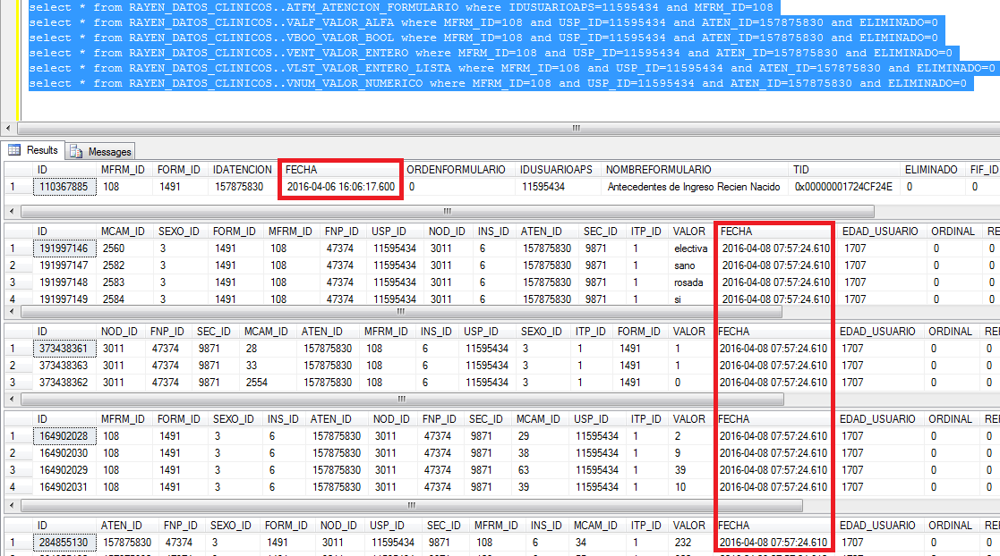 select * from RAYEN_DATOS_CLINICOS..ATFM_ATENCION_FORMULARIO where IDUSUARIOAPS=11595434 and MFRM_ID=108
select * from RAYEN_DATOS_CLINICOS..VALF_VALOR_ALFA where MFRM_ID=108 and USP_ID=11595434 and ATEN_ID=157875830 and ELIMINADO=0
select * from RAYEN_DATOS_CLINICOS..VBOO_VALOR_BOOL where MFRM_ID=108 and USP_ID=11595434 and ATEN_ID=157875830 and ELIMINADO=0
select * from RAYEN_DATOS_CLINICOS..VENT_VALOR_ENTERO where MFRM_ID=108 and USP_ID=11595434 and ATEN_ID=157875830 and ELIMINADO=0
select * from RAYEN_DATOS_CLINICOS..VLST_VALOR_ENTERO_LISTA where MFRM_ID=108 and USP_ID=11595434 and ATEN_ID=157875830 and ELIMINADO=0
select * from RAYEN_DATOS_CLINICOS..VNUM_VALOR_NUMERICO where MFRM_ID=108 and USP_ID=11595434 and ATEN_ID=157875830 and ELIMINADO=0
Results Messages
ID MFRM_ID FORM_ID IDATENCION FECHA ORDENFORMULARIO IDUSUARIOAPS NOMBREFORMULARIO TID ELIMINADO FIF_ID
1 110367885 108 1491 157875830 2016-04-06 16:06:17.600 0 11595434 Antecedentes de Ingreso Recien Nacido 0x00000001724CF24E 0 0
ID MCAM_ID SEXO_ID FORM_ID MFRM_ID FNP_ID USP_ID NOD_ID INS_ID ATEN_ID SEC_ID ITP_ID VALOR FECHA EDAD_USUARIO ORDINAL RE
1 191997146 2560 3 1491 108 47374 11595434 3011 6 157875830 9871 1 electiva 2016-04-08 07:57:24.610 1707 0 0
2 191997147 2582 3 1491 108 47374 11595434 3011 6 157875830 9871 1 sano 2016-04-08 07:57:24.610 1707 0 0
3 191997148 2583 3 1491 108 47374 11595434 3011 6 157875830 9871 1 rosada 2016-04-08 07:57:24.610 1707 0 0
4 191997149 2584 3 1491 108 47374 11595434 3011 6 157875830 9871 1 si 2016-04-08 07:57:24.610 1707 0 0
ID NOD_ID FNP_ID SEC_ID MCAM_ID ATEN_ID MFRM_ID INS_ID USP_ID SEXO_ID ITP_ID FORM_ID VALOR FECHA EDAD_USUARIO ORDINAL RE
1 373438361 3011 47374 9871 28 157875830 108 6 11595434 3 1 1491 1 2016-04-08 07:57:24.610 1707 0 0
2 373438363 3011 47374 9871 33 157875830 108 6 11595434 3 1 1491 1 2016-04-08 07:57:24.610 1707 0 0
3 373438362 3011 47374 9871 2554 157875830 108 6 11595434 3 1 1491 0 2016-04-08 07:57:24.610 1707 0 0
ID MFRM_ID FORM_ID SEXO_ID INS_ID ATEN_ID NOD_ID FNP_ID SEC_ID MCAM_ID USP_ID ITP_ID VALOR FECHA EDAD_USUARIO ORDINAL RE
1 164902028 108 1491 3 6 157875830 3011 47374 9871 29 11595434 1 2 2016-04-08 07:57:24.610 1707 0 0
2 164902030 108 1491 3 6 157875830 3011 47374 9871 38 11595434 1 9 2016-04-08 07:57:24.610 1707 0 0
3 164902029 108 1491 3 6 157875830 3011 47374 9871 63 11595434 1 39 2016-04-08 07:57:24.610 1707 0 0
4 164902031 108 1491 3 6 157875830 3011 47374 9871 39 11595434 1 10 2016-04-08 07:57:24.610 1707 0 0
ID ATEN_ID FNP_ID SEXO_ID FORM_ID NOD_ID USP_ID SEC_ID MFRM_ID INS_ID MCAM_ID ITP_ID VALOR FECHA EDAD_USUARIO ORDINAL RE
1 284855130 157875830 47374 3 1491 3011 11595434 9871 108 6 34 1 232 2016-04-08 07:57:24.610 1707 0 0